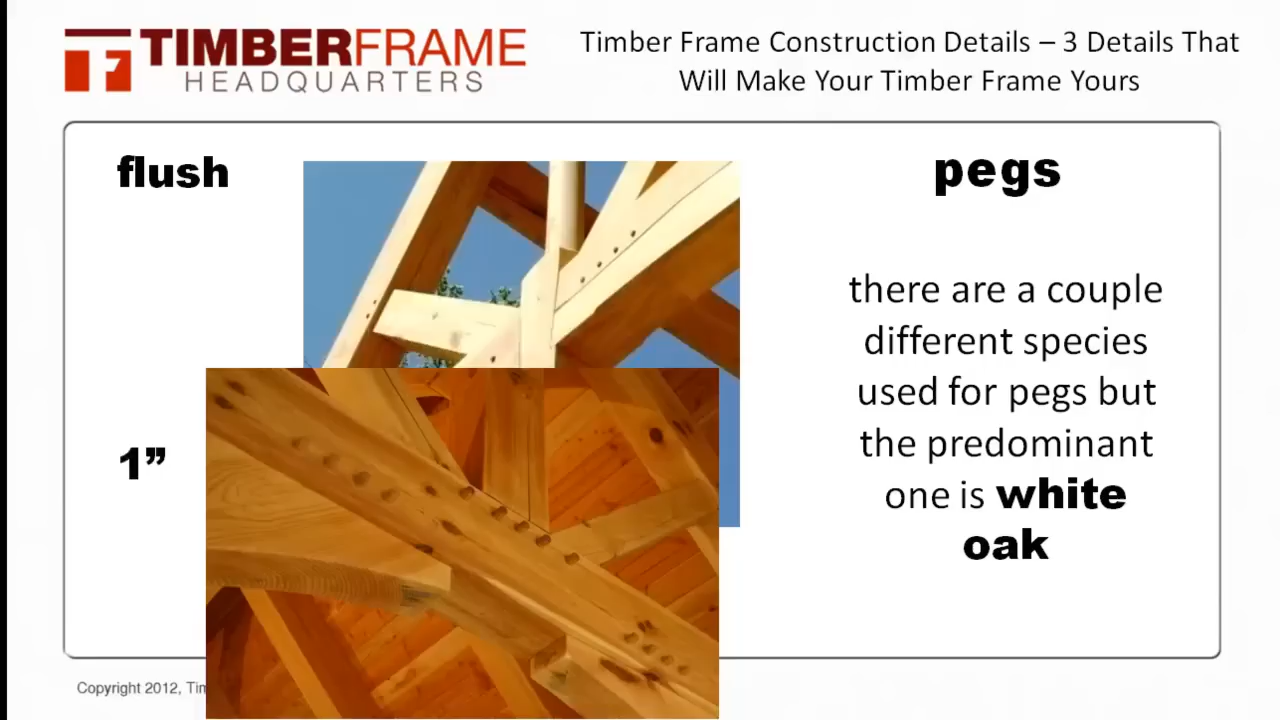 TIMBERFRAME
HEADQUARTERS
Timber Frame Construction Details – 3 Details That
Will Make Your Timber Frame Yours
flush
1”
pegs
there are a couple
different species
used for pegs but
the predominant
one is white
oak
Copyright 2012,